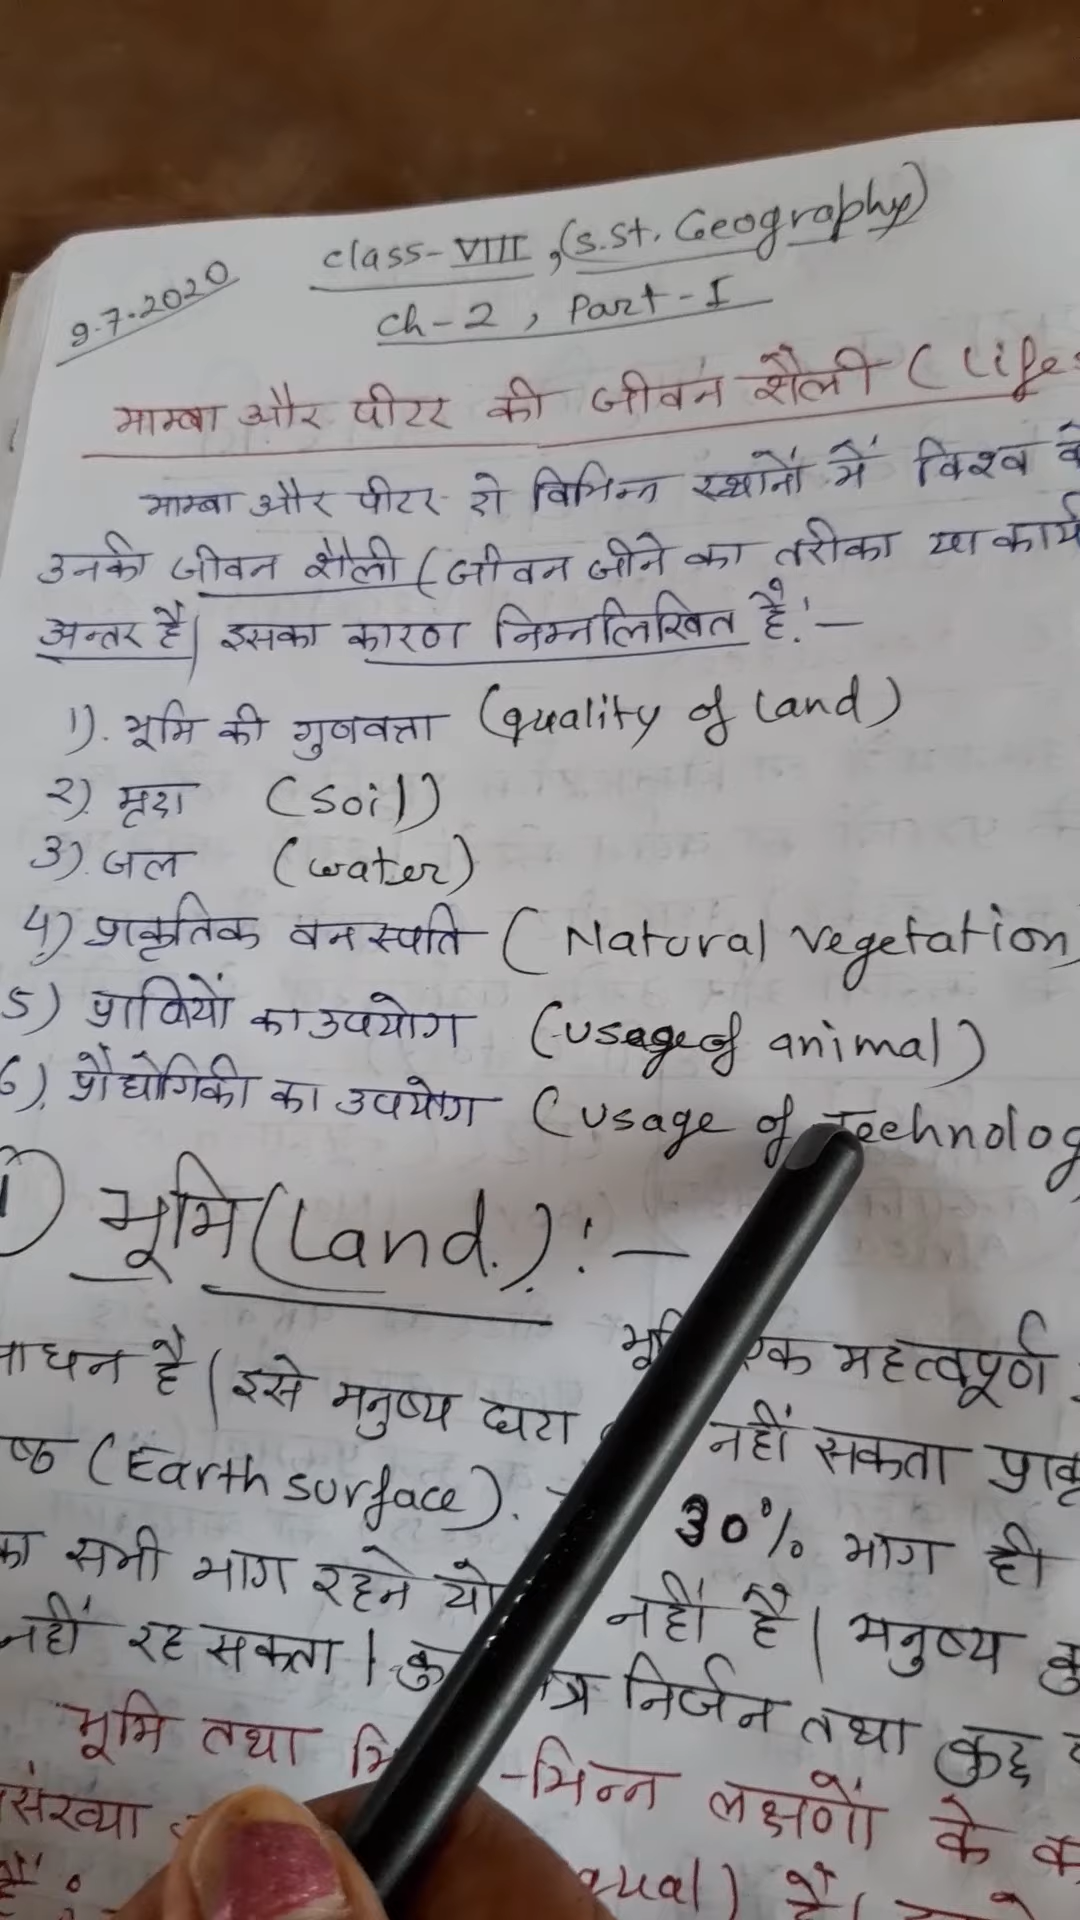 9.7.2020
class-VIII, (S.St. Geography)
Ch-2, Part-I
माम्बा और पीटर की जीवन शैली (Life
माम्बा और पीटर दो विभिन्न स्थानों में विश्व
उनकी जीवन शैली (जीवन जीने का तरीका या कार्य
अन्तर है| इसका कारण निम्नलिखित है:-
1). भूमि की गुणवत्ता (quality of Land)
2). मृदा (Soil)
3). जल (water)
4) प्राकृतिक वनस्पति (Natural vegetation)
5) प्राणियों का उपयोग (usage of animal)
6). प्रौद्योगिकी का उपयोग (usage of Technolog
1) भूमि (Land.):-
भूमि एक महत्वपूर्ण
है| इसे मनुष्य द्वारा नहीं सकता
(Earth surface). 30% भाग ही
सभी भाग रहने नहीं है| मनुष्य
नहीं रह सकता| निर्जन तथा कुछ
भूमि तथा भिन्न लक्षणों के